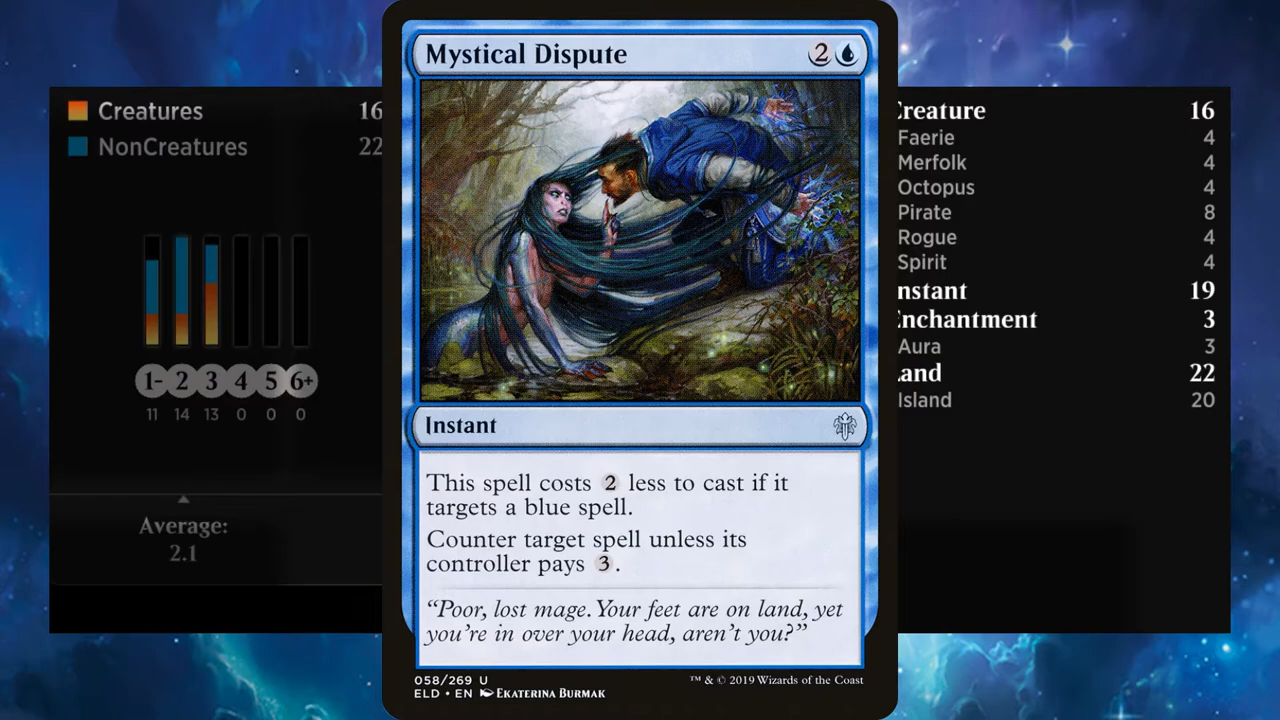 Mystical Dispute 2
Creatures 16
NonCreatures 22
1- 2 3 4 5 6+
11 14 13 0 0 0
Average:
2.1
Instant
This spell costs 2 less to cast if it
targets a blue spell.
Counter target spell unless its
controller pays 3.
“Poor, lost mage. Your feet are on land, yet
you’re in over your head, aren’t you?”
058/269 U
ELD • EN Ekaterina Burmak
™ & © 2019 Wizards of the Coast
Creature 16
Faerie 4
Merfolk 4
Octopus 4
Pirate 8
Rogue 4
Spirit 4
nstant 19
Enchantment 3
Aura 3
and 22
Island 20